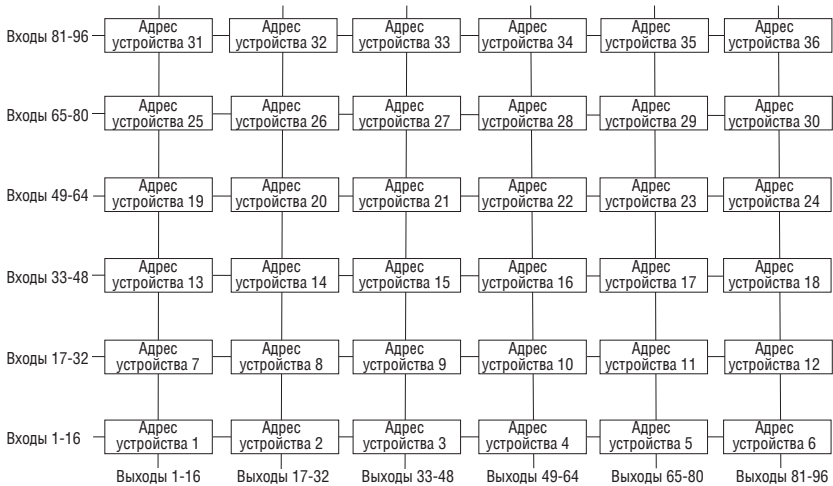 Входы 81-96
Адрес устройства 31
Адрес устройства 32
Адрес устройства 33
Адрес устройства 34
Адрес устройства 35
Адрес устройства 36
Входы 65-80
Адрес устройства 25
Адрес устройства 26
Адрес устройства 27
Адрес устройства 28
Адрес устройства 29
Адрес устройства 30
Входы 49-64
Адрес устройства 19
Адрес устройства 20
Адрес устройства 21
Адрес устройства 22
Адрес устройства 23
Адрес устройства 24
Входы 33-48
Адрес устройства 13
Адрес устройства 14
Адрес устройства 15
Адрес устройства 16
Адрес устройства 17
Адрес устройства 18
Входы 17-32
Адрес устройства 7
Адрес устройства 8
Адрес устройства 9
Адрес устройства 10
Адрес устройства 11
Адрес устройства 12
Входы 1-16
Адрес устройства 1
Адрес устройства 2
Адрес устройства 3
Адрес устройства 4
Адрес устройства 5
Адрес устройства 6
Выходы 1-16
Выходы 17-32
Выходы 33-48
Выходы 49-64
Выходы 65-80
Выходы 81-96